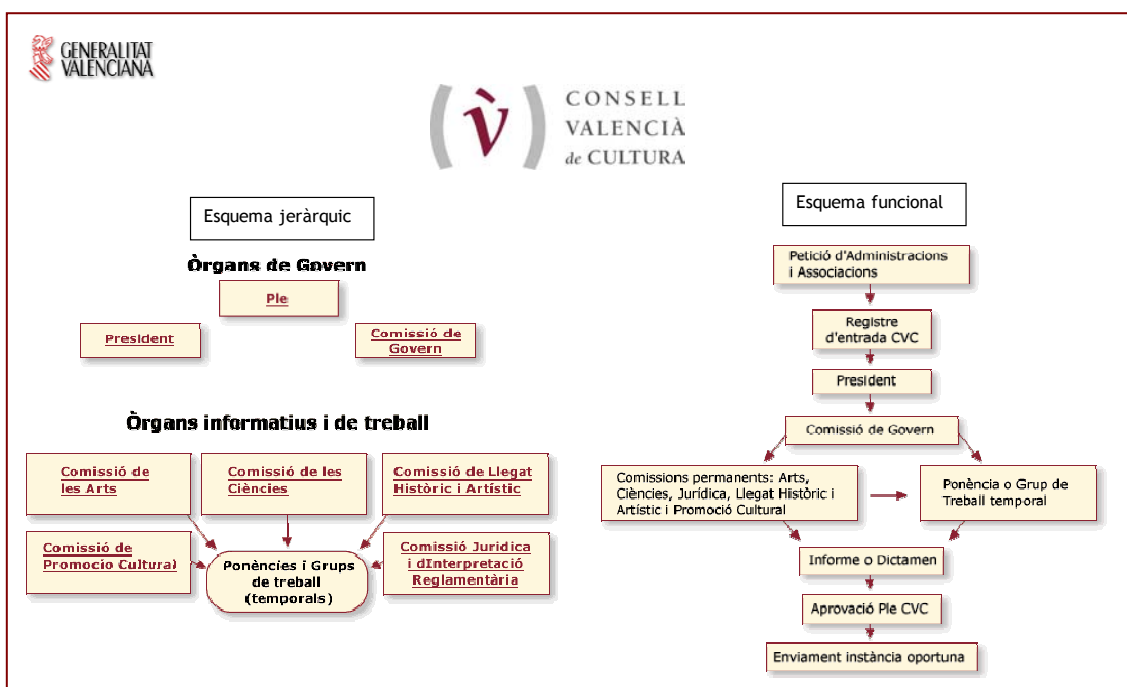 GENERALITAT
VALENCIANA
CONSELL
VALENCIÀ
de CULTURA
Esquema jeràrquic
Òrgans de Govern
Ple
President
Comissió de
Govern
Òrgans informatius i de treball
Comissió de
les Arts
Comissió de les
Ciències
Comissió de Llegat
Històric i Artístic
Comissió de
Promocio Cultural
Ponències i Grups
de treball
(temporals)
Comissió Juridica
i dInterpretació
Reglamentària
Esquema funcional
Petició d'Administracions
i Associacions
Registre
d'entrada CVC
President
Comissió de Govern
Comissions permanents: Arts,
Ciències, Jurídica, Llegat Històric i
Artístic i Promoció Cultural
Ponència o Grup de
Treball temporal
Informe o Dictamen
Aprovació Ple CVC
Enviament instància oportuna